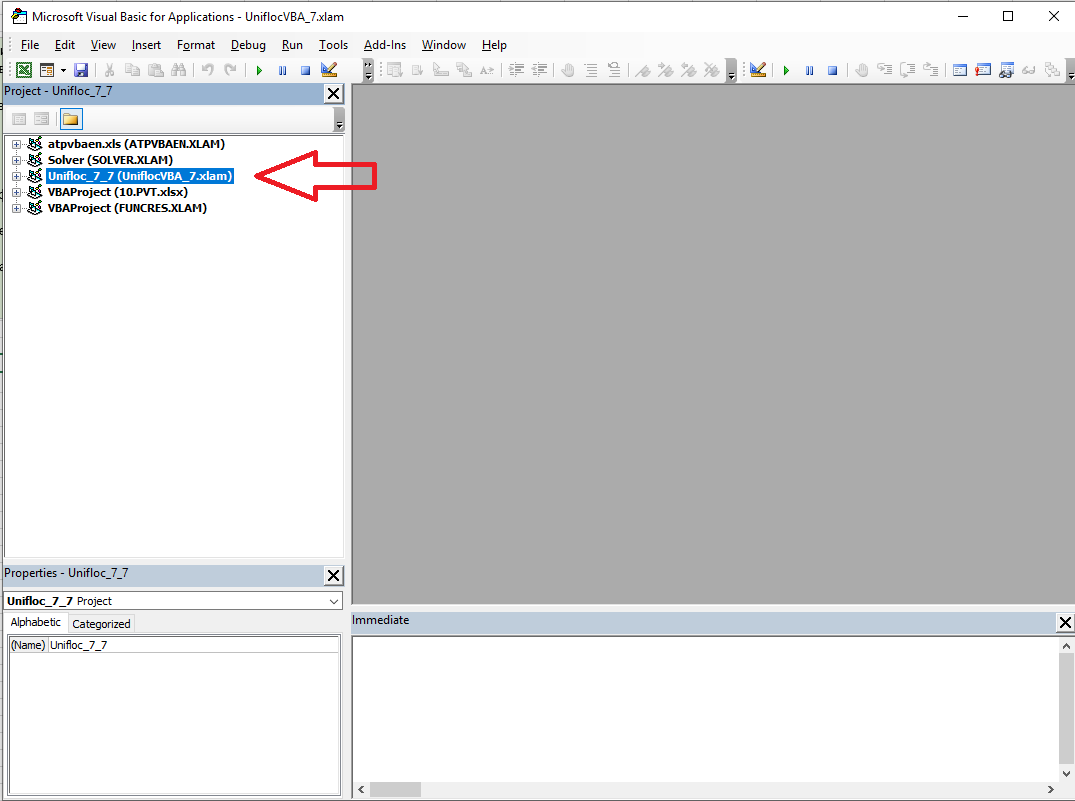 Microsoft Visual Basic for Applications - UniflocVBA_7.xlam
File Edit View Insert Format Debug Run Tools Add-Ins Window Help
Project - Unifloc_7_7
atpvbaen.xls (ATPVBAEN.XLAM)
Solver (SOLVER.XLAM)
Unifloc_7_7 (UniflocVBA_7.xlam)
VBAProject (10.PVT.xlsx)
VBAProject (FUNCRES.XLAM)
Properties - Unifloc_7_7
Unifloc_7_7 Project
Alphabetic Categorized
(Name) Unifloc_7_7
Immediate